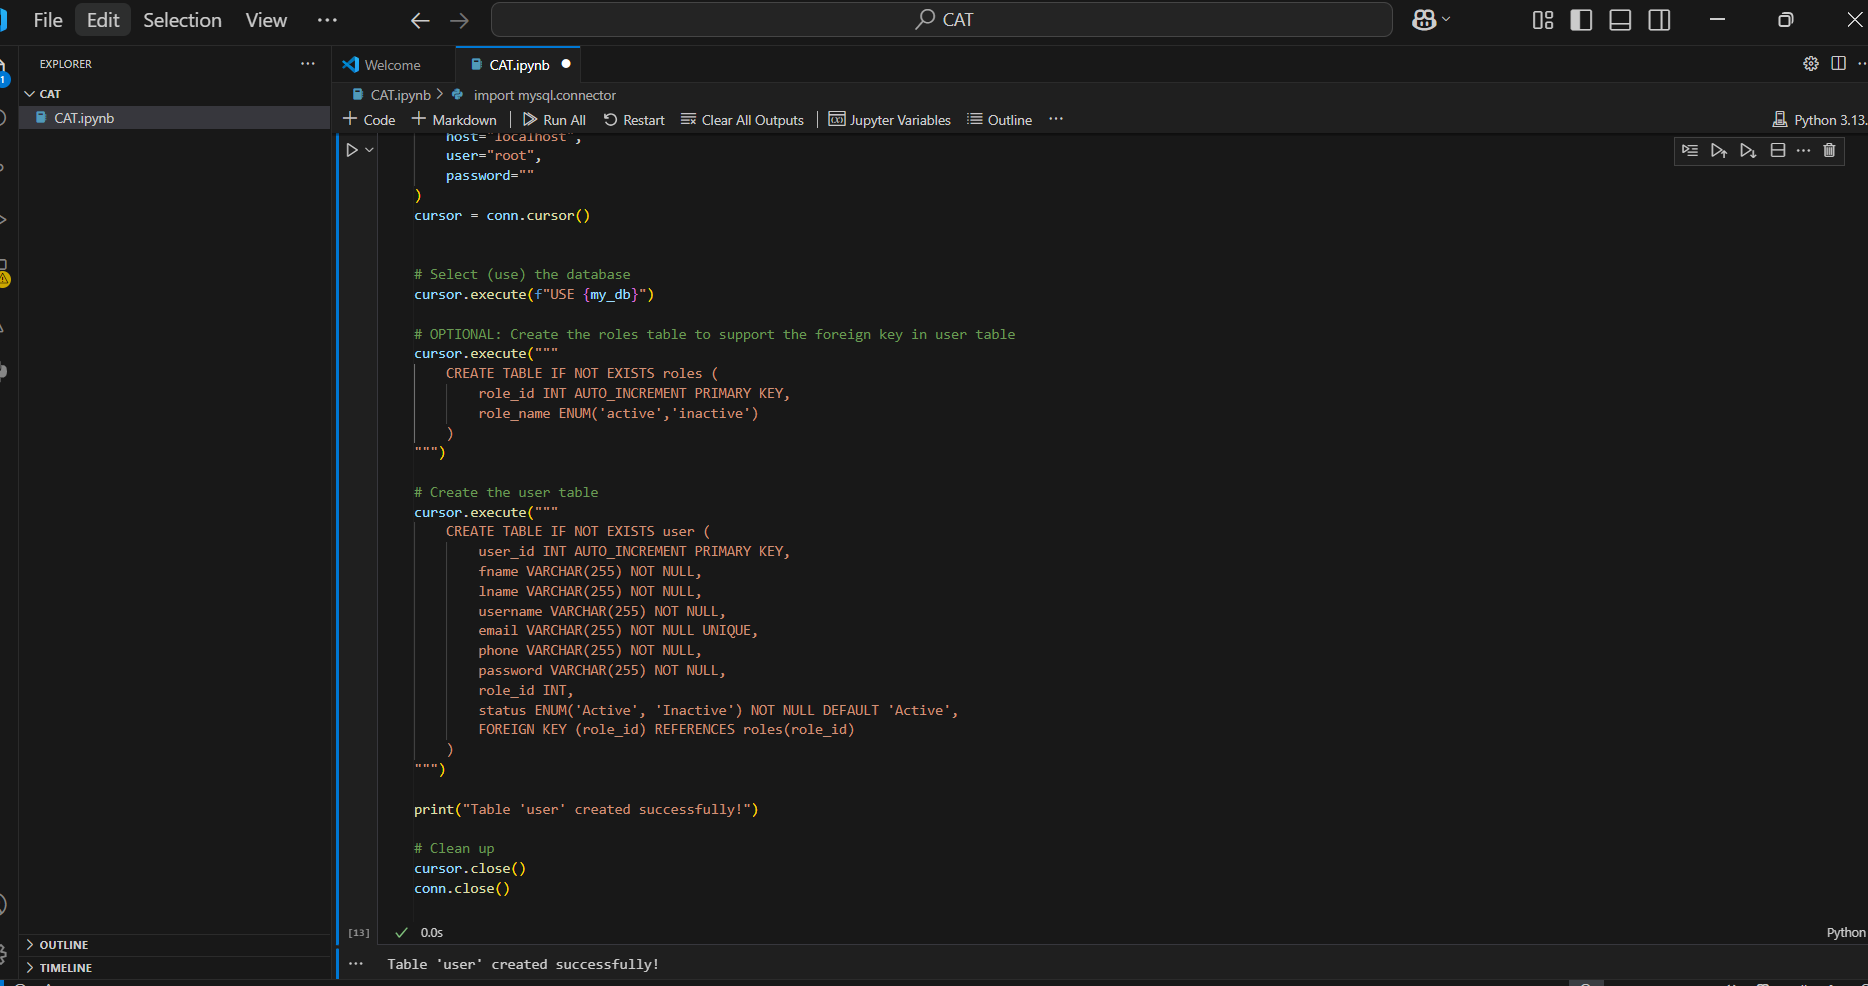 File Edit Selection View ··· CAT
EXPLORER ···
CAT
CAT.ipynb
Welcome
CAT.ipynb
CAT.ipynb > import mysql.connector
+ Code + Markdown Run All Restart Clear All Outputs Jupyter Variables Outline ··· Python 3.13.
host="localhost",
user="root",
password=""
)
cursor = conn.cursor()
# Select (use) the database
cursor.execute(f"USE {my_db}")
# OPTIONAL: Create the roles table to support the foreign key in user table
cursor.execute("""
CREATE TABLE IF NOT EXISTS roles (
role_id INT AUTO_INCREMENT PRIMARY KEY,
role_name ENUM('active','inactive')
)
""")
# Create the user table
cursor.execute("""
CREATE TABLE IF NOT EXISTS user (
user_id INT AUTO_INCREMENT PRIMARY KEY,
fname VARCHAR(255) NOT NULL,
lname VARCHAR(255) NOT NULL,
username VARCHAR(255) NOT NULL,
email VARCHAR(255) NOT NULL UNIQUE,
phone VARCHAR(255) NOT NULL,
password VARCHAR(255) NOT NULL,
role_id INT,
status ENUM('Active', 'Inactive') NOT NULL DEFAULT 'Active',
FOREIGN KEY (role_id) REFERENCES roles(role_id)
)
""")
print("Table 'user' created successfully!")
# Clean up
cursor.close()
conn.close()
[13] 0.0s Python
··· Table 'user' created successfully!
OUTLINE
TIMELINE